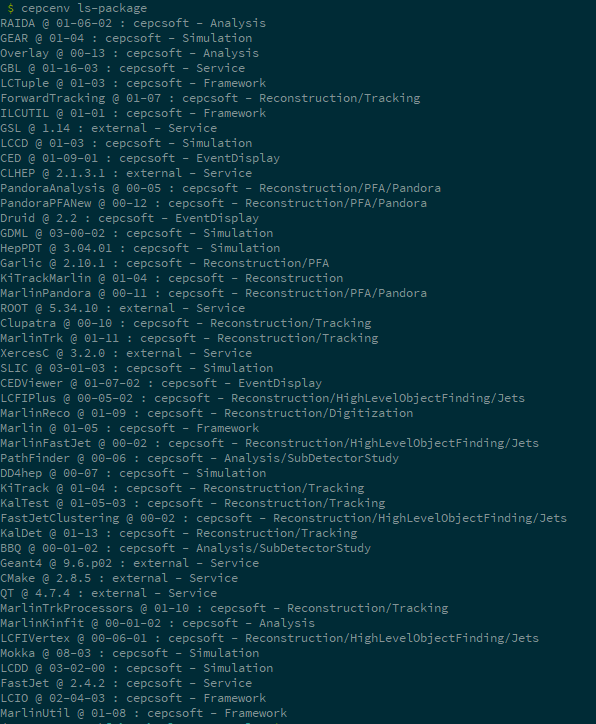 $ cepcenv ls-package
RAIDA @ 01-06-02 : cepcsoft - Analysis
GEAR @ 01-04 : cepcsoft - Simulation
Overlay @ 00-13 : cepcsoft - Analysis
GBL @ 01-16-03 : cepcsoft - Service
LCTuple @ 01-03 : cepcsoft - Framework
ForwardTracking @ 01-07 : cepcsoft - Reconstruction/Tracking
ILCUTIL @ 01-01 : cepcsoft - Framework
GSL @ 1.14 : external - Service
LCCD @ 01-03 : cepcsoft - Simulation
CED @ 01-09-01 : cepcsoft - EventDisplay
CLHEP @ 2.1.3.1 : external - Service
PandoraAnalysis @ 00-05 : cepcsoft - Reconstruction/PFA/Pandora
PandoraPFANew @ 00-12 : cepcsoft - Reconstruction/PFA/Pandora
Druid @ 2.2 : cepcsoft - EventDisplay
GDML @ 03-00-02 : cepcsoft - Simulation
HepPDT @ 3.04.01 : cepcsoft - Simulation
Garlic @ 2.10.1 : cepcsoft - Reconstruction/PFA
KiTrackMarlin @ 01-04 : cepcsoft - Reconstruction
MarlinPandora @ 00-11 : cepcsoft - Reconstruction/PFA/Pandora
ROOT @ 5.34.10 : external - Service
Clupatra @ 00-10 : cepcsoft - Reconstruction/Tracking
MarlinTrk @ 01-11 : cepcsoft - Reconstruction/Tracking
XercesC @ 3.2.0 : external - Service
SLIC @ 03-01-03 : cepcsoft - Simulation
CEDViewer @ 01-07-02 : cepcsoft - EventDisplay
LCFIPlus @ 00-05-02 : cepcsoft - Reconstruction/HighLevelObjectFinding/Jets
MarlinReco @ 01-09 : cepcsoft - Reconstruction/Digitization
Marlin @ 01-05 : cepcsoft - Framework
MarlinFastJet @ 00-02 : cepcsoft - Reconstruction/HighLevelObjectFinding/Jets
PathFinder @ 00-06 : cepcsoft - Analysis/SubDetectorStudy
DD4hep @ 00-07 : cepcsoft - Simulation
KiTrack @ 01-04 : cepcsoft - Reconstruction/Tracking
KalTest @ 01-05-03 : cepcsoft - Reconstruction/Tracking
FastJetClustering @ 00-02 : cepcsoft - Reconstruction/HighLevelObjectFinding/Jets
KalDet @ 01-13 : cepcsoft - Reconstruction/Tracking
BBQ @ 00-01-02 : cepcsoft - Analysis/SubDetectorStudy
Geant4 @ 9.6.p02 : external - Service
CMake @ 2.8.5 : external - Service
QT @ 4.7.4 : external - Service
MarlinTrkProcessors @ 01-10 : cepcsoft - Reconstruction/Tracking
MarlinKinfit @ 00-01-02 : cepcsoft - Analysis
LCFIVertex @ 00-06-01 : cepcsoft - Reconstruction/HighLevelObjectFinding/Jets
Mokka @ 08-03 : cepcsoft - Simulation
LCDD @ 03-02-00 : cepcsoft - Simulation
FastJet @ 2.4.2 : cepcsoft - Service
LCIO @ 02-04-03 : cepcsoft - Framework
MarlinUtil @ 01-08 : cepcsoft - Framework